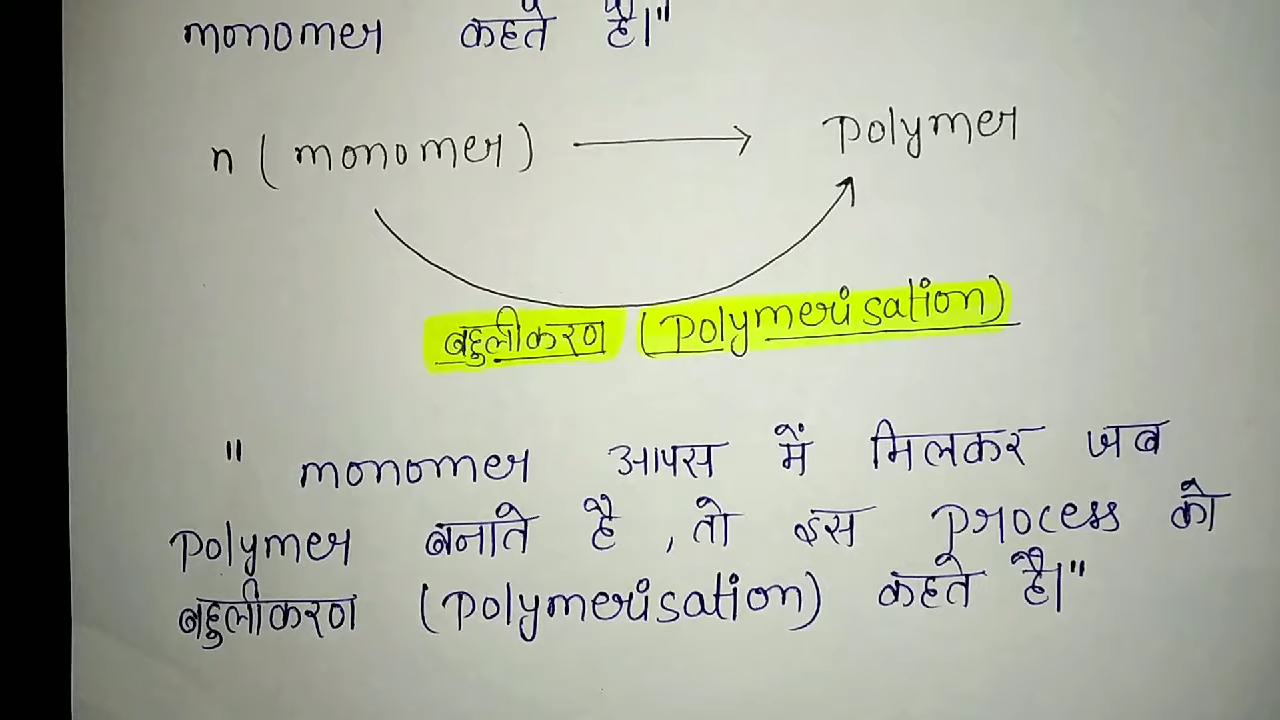 monomer कहते है।"
n ( monomer ) ⟶ polymer
बहुलीकरण (Polymerisation)
" monomer आपस में मिलकर जब
polymer बनाते है , तो इस process को
बहुलीकरण (polymerisation) कहते है।"